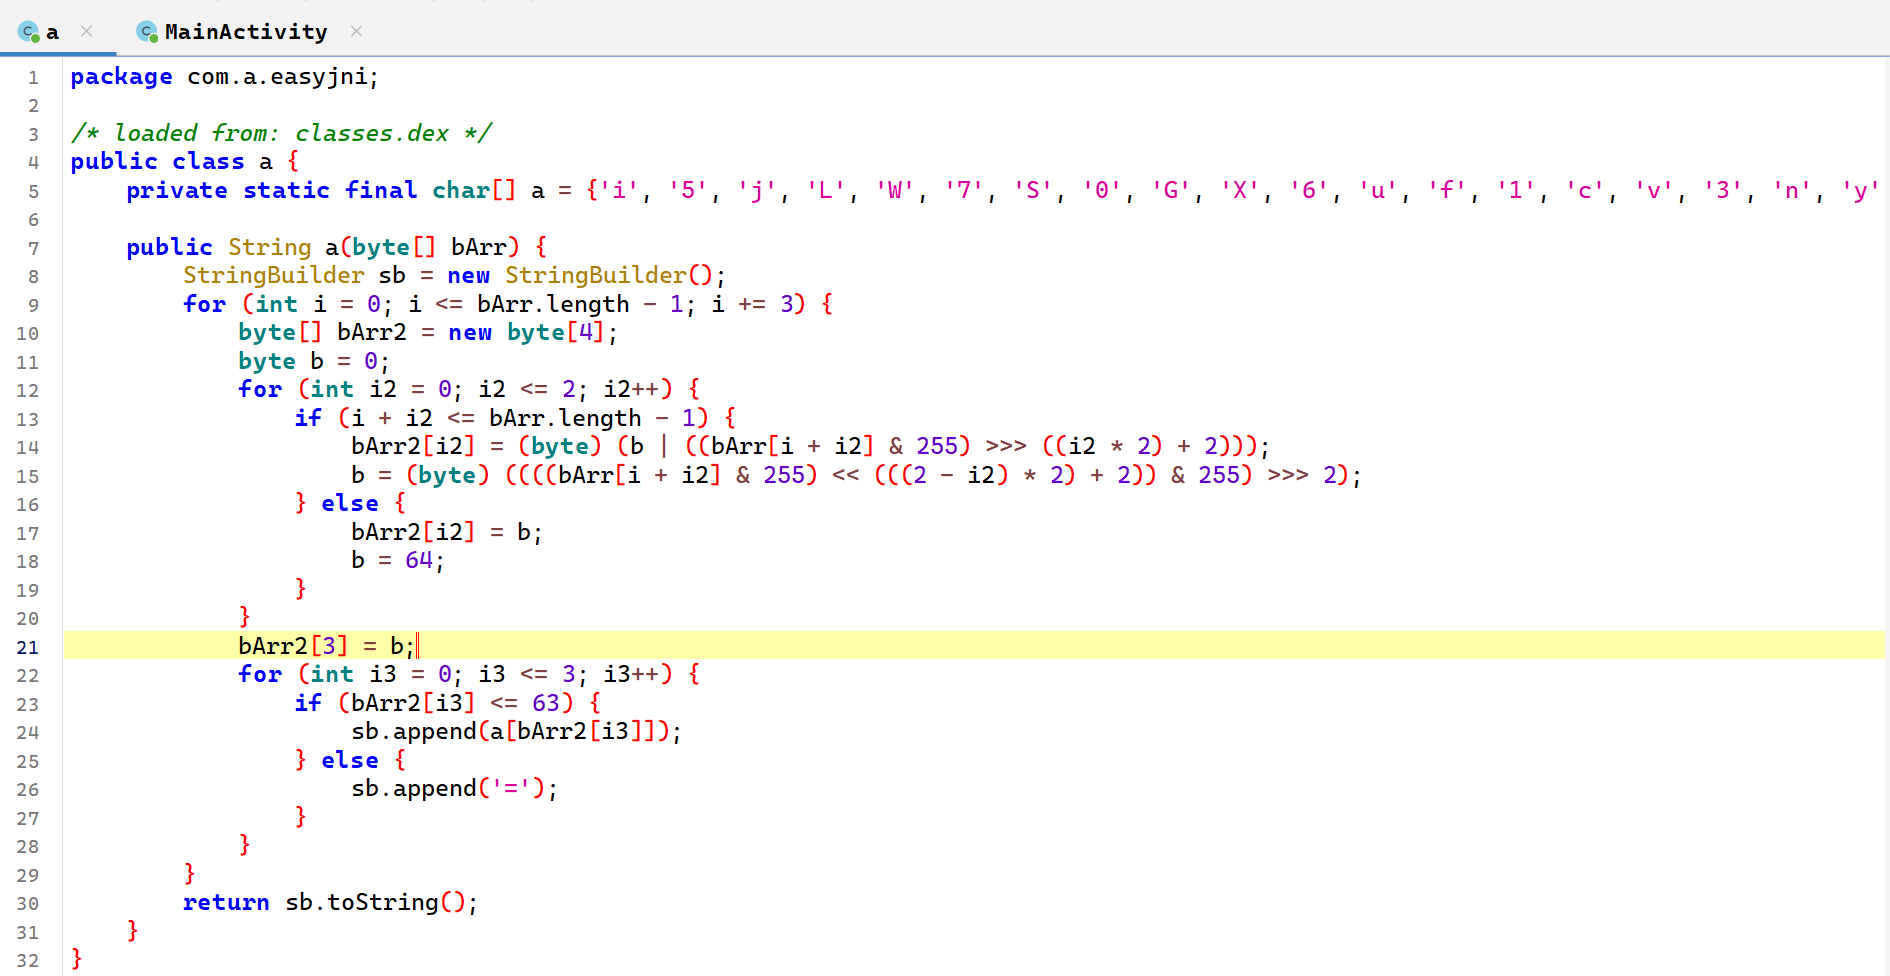 a × MainActivity ×
1 package com.a.easyjni;
2
3 /* loaded from: classes.dex */
4 public class a {
5 private static final char[] a = {'i', '5', 'j', 'L', 'W', '7', 'S', '0', 'G', 'X', '6', 'u', 'f', '1', 'c', 'v', '3', 'n', 'y'
6
7 public String a(byte[] bArr) {
8 StringBuilder sb = new StringBuilder();
9 for (int i = 0; i <= bArr.length - 1; i += 3) {
10 byte[] bArr2 = new byte[4];
11 byte b = 0;
12 for (int i2 = 0; i2 <= 2; i2++) {
13 if (i + i2 <= bArr.length - 1) {
14 bArr2[i2] = (byte) (b | ((bArr[i + i2] & 255) >>> ((i2 * 2) + 2)));
15 b = (byte) ((((bArr[i + i2] & 255) << (((2 - i2) * 2) + 2)) & 255) >>> 2);
16 } else {
17 bArr2[i2] = b;
18 b = 64;
19 }
20 }
21 bArr2[3] = b;
22 for (int i3 = 0; i3 <= 3; i3++) {
23 if (bArr2[i3] <= 63) {
24 sb.append(a[bArr2[i3]]);
25 } else {
26 sb.append('=');
27 }
28 }
29 }
30 return sb.toString();
31 }
32 }